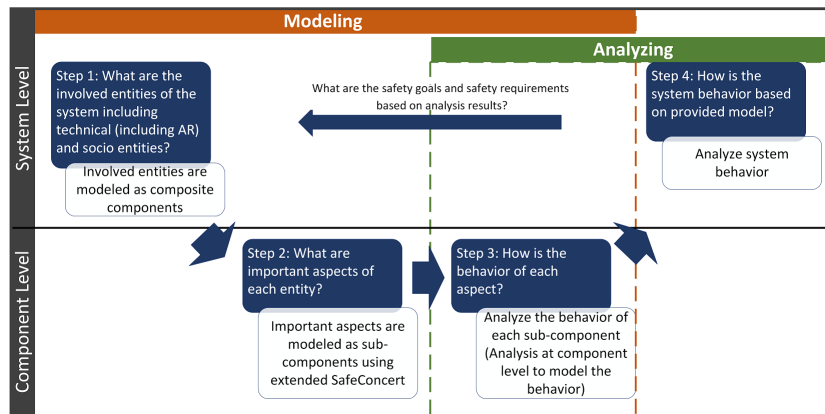 Modeling
Analyzing
System Level
Step 1: What are the
involved entities of the
system including
technical (including AR)
and socio entities?
Involved entities are
modeled as composite
components
What are the safety goals and safety requirements
based on analysis results?
Step 4: How is the
system behavior based
on provided model?
Analyze system
behavior
Component Level
Step 2: What are
important aspects of
each entity?
Important aspects are
modeled as sub-
components using
extended SafeConcert
Step 3: How is the
behavior of each
aspect?
Analyze the behavior of
each sub-component
(Analysis at component
level to model the
behavior)